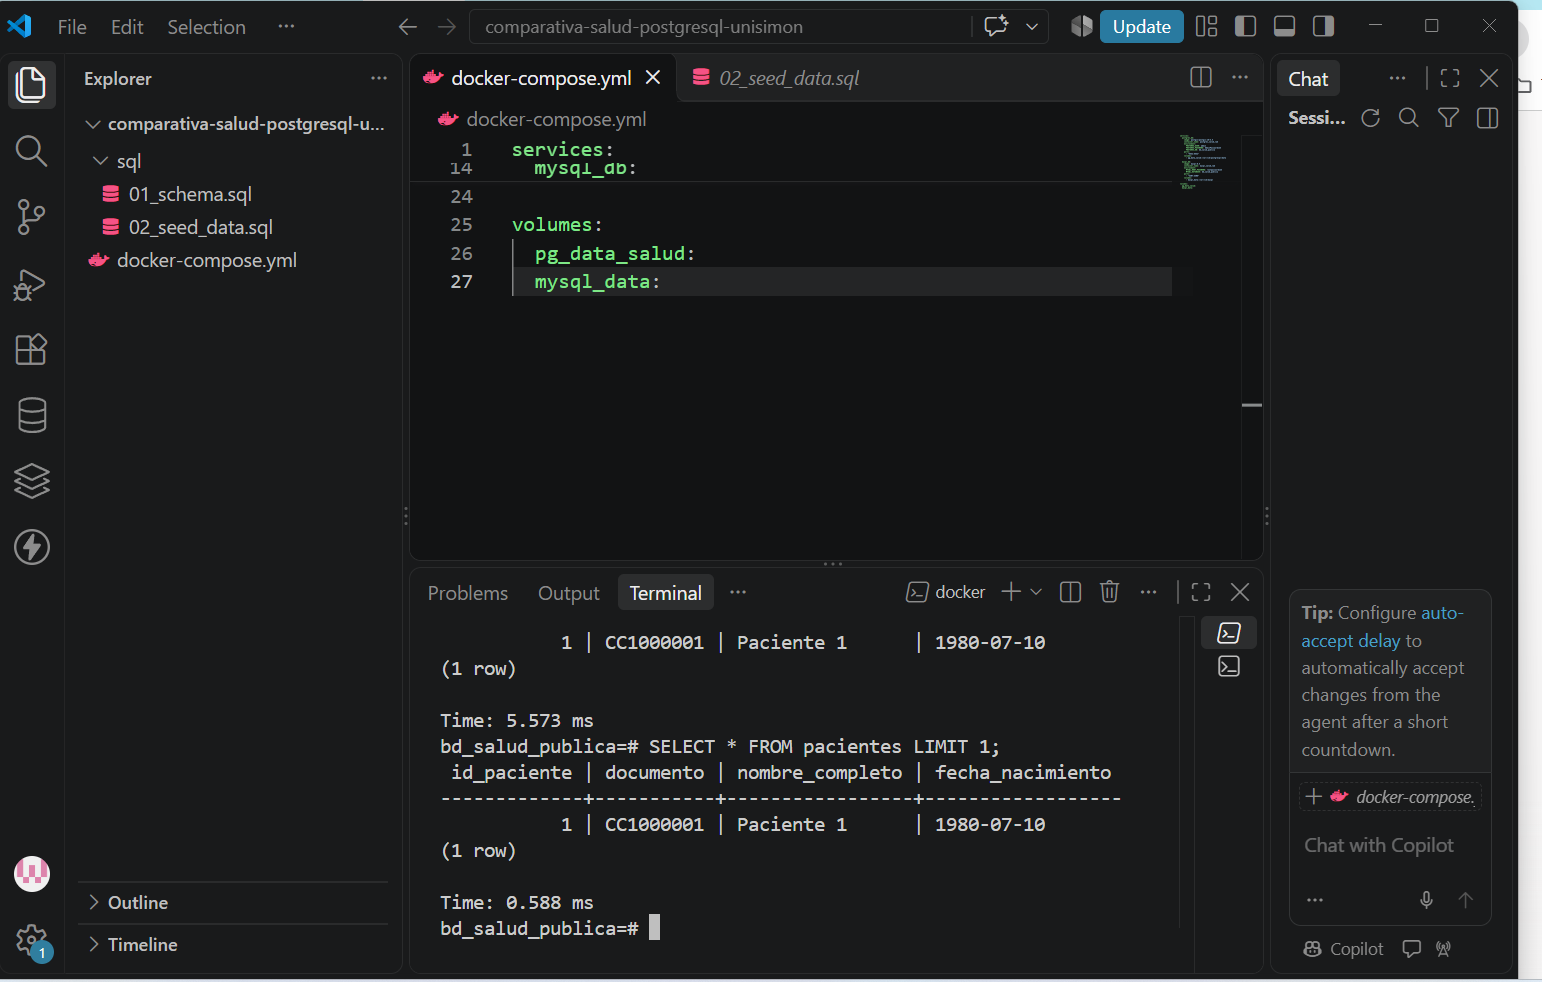 File Edit Selection ··· comparativa-salud-postgresql-unisimon Update
Explorer ···
comparativa-salud-postgresql-u...
sql
01_schema.sql
02_seed_data.sql
docker-compose.yml
Outline
Timeline
1
docker-compose.yml 02_seed_data.sql ···
docker-compose.yml
1 services:
14 mysql_db:
24
25 volumes:
26 pg_data_salud:
27 mysql_data:
Problems Output Terminal ··· docker ···
1 | CC1000001 | Paciente 1 | 1980-07-10
(1 row)
Time: 5.573 ms
bd_salud_publica=# SELECT * FROM pacientes LIMIT 1;
id_paciente | documento | nombre_completo | fecha_nacimiento
-------------+-----------+-----------------+------------------
1 | CC1000001 | Paciente 1 | 1980-07-10
(1 row)
Time: 0.588 ms
bd_salud_publica=#
Chat ···
Sessi...
Tip: Configure auto-
accept delay to
automatically accept
changes from the
agent after a short
countdown.
docker-compose.
Chat with Copilot
···
Copilot